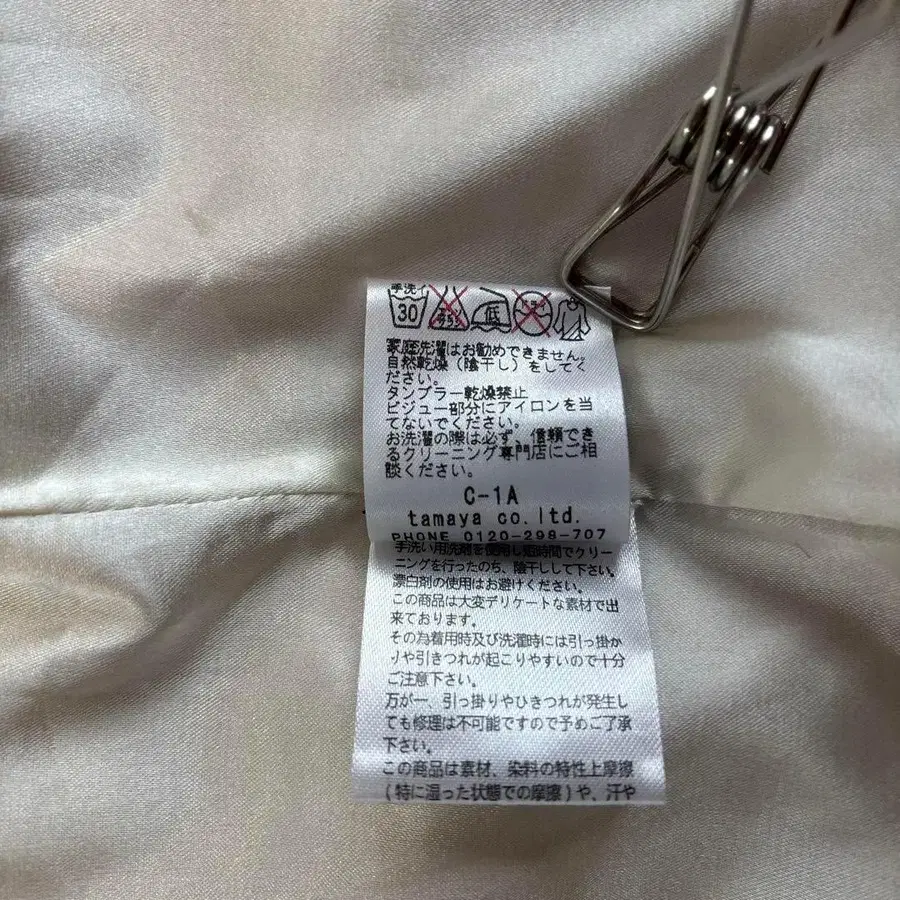 手洗イ
30 エンソ サラシ 低 ドライ
家庭洗濯はお勧めできません。
自然乾燥（陰干し）をしてく
ださい。
タンブラー乾燥禁止
ビジュー部分にアイロンを当
てないでください。
お洗濯の際は必ず、信頼でき
るクリーニング専門店にご相
談ください。
C-1A
tamaya co.ltd.
PHONE 0120-298-707
手洗い用洗剤を使用し短時間でクリー
ニングを行ったのち、陰干しして下さい。
漂白剤の使用はお避けください。
この商品は大変デリケートな素材で出
来ております。
その為着用時及び洗濯時には引っ掛か
りや引きつれが起こりやすいので十分
ご注意下さい。
万が一、引っ掛りやひきつれが発生し
ても修理は不可能ですので予めご了承
下さい。
この商品は素材、染料の特性上摩擦
(特に湿った状態での摩擦)や、汗や